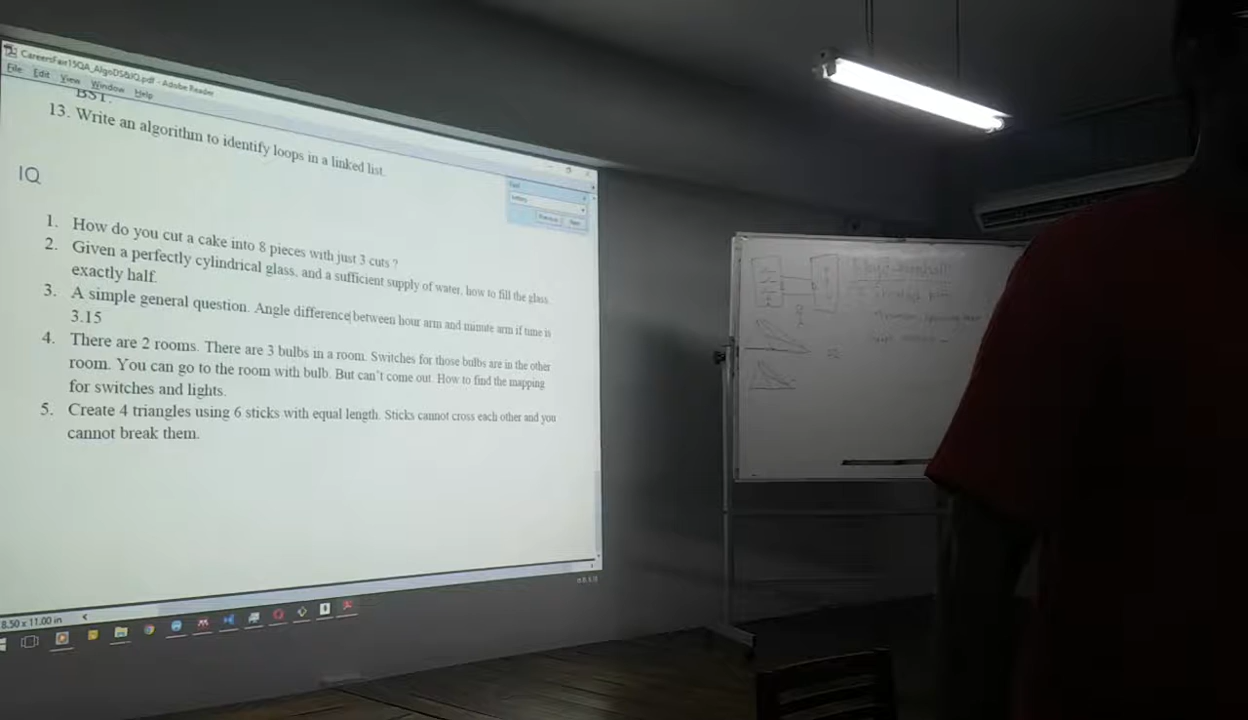 CareersFair15QA_AlgoDS&IQ.pdf - Adobe Reader
File Edit View Window Help
BST.
13. Write an algorithm to identify loops in a linked list.
IQ
1. How do you cut a cake into 8 pieces with just 3 cuts ?
2. Given a perfectly cylindrical glass, and a sufficient supply of water, how to fill the glass
exactly half.
3. A simple general question. Angle difference between hour arm and minute arm if time is
3.15
4. There are 2 rooms. There are 3 bulbs in a room. Switches for those bulbs are in the other
room. You can go to the room with bulb. But can't come out. How to find the mapping
for switches and lights.
5. Create 4 triangles using 6 sticks with equal length. Sticks cannot cross each other and you
cannot break them.
8.50 x 11.00 in